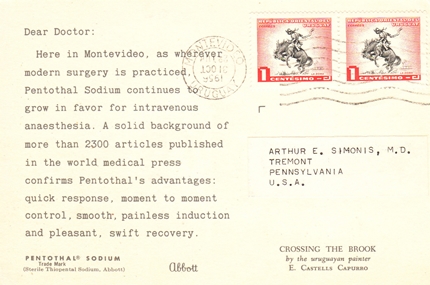 Dear Doctor:
Here in Montevideo, as wherever
modern surgery is practiced,
Pentothal Sodium continues to
grow in favor for intravenous
anaesthesia. A solid background of
more than 2300 articles published
in the world medical press
confirms Pentothal's advantages:
quick response, moment to moment
control, smooth, painless induction
and pleasant, swift recovery.
PENTOTHAL® SODIUM
Trade Mark
(Sterile Thiopental Sodium, Abbott)
Abbott
MONTEVIDEO
URUGUAY
REPUBLICA ORIENTAL DEL URUGUAY
1 CENTESIMO
REPUBLICA ORIENTAL DEL URUGUAY
1 CENTESIMO
ARTHUR E. SIMONIS, M.D.
TREMONT
PENNSYLVANIA
U.S.A.
CROSSING THE BROOK
by the uruguayan painter
E. CASTELLS CAPURRO